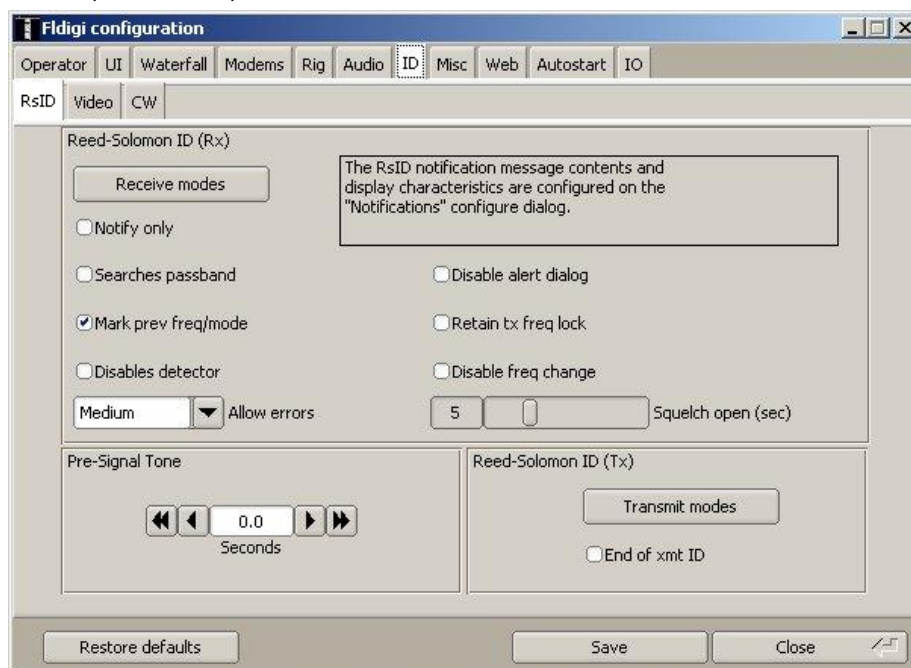 Fldigi configuration
Operator UI Waterfall Modems Rig Audio ID Misc Web Autostart IO
RsID Video CW
Reed-Solomon ID (Rx)
Receive modes
The RsID notification message contents and
display characteristics are configured on the
"Notifications" configure dialog.
Notify only
Searches passband
Disable alert dialog
Mark prev freq/mode
Retain tx freq lock
Disables detector
Disable freq change
Medium Allow errors
5 Squelch open (sec)
Pre-Signal Tone
0.0
Seconds
Reed-Solomon ID (Tx)
Transmit modes
End of xmt ID
Restore defaults
Save
Close